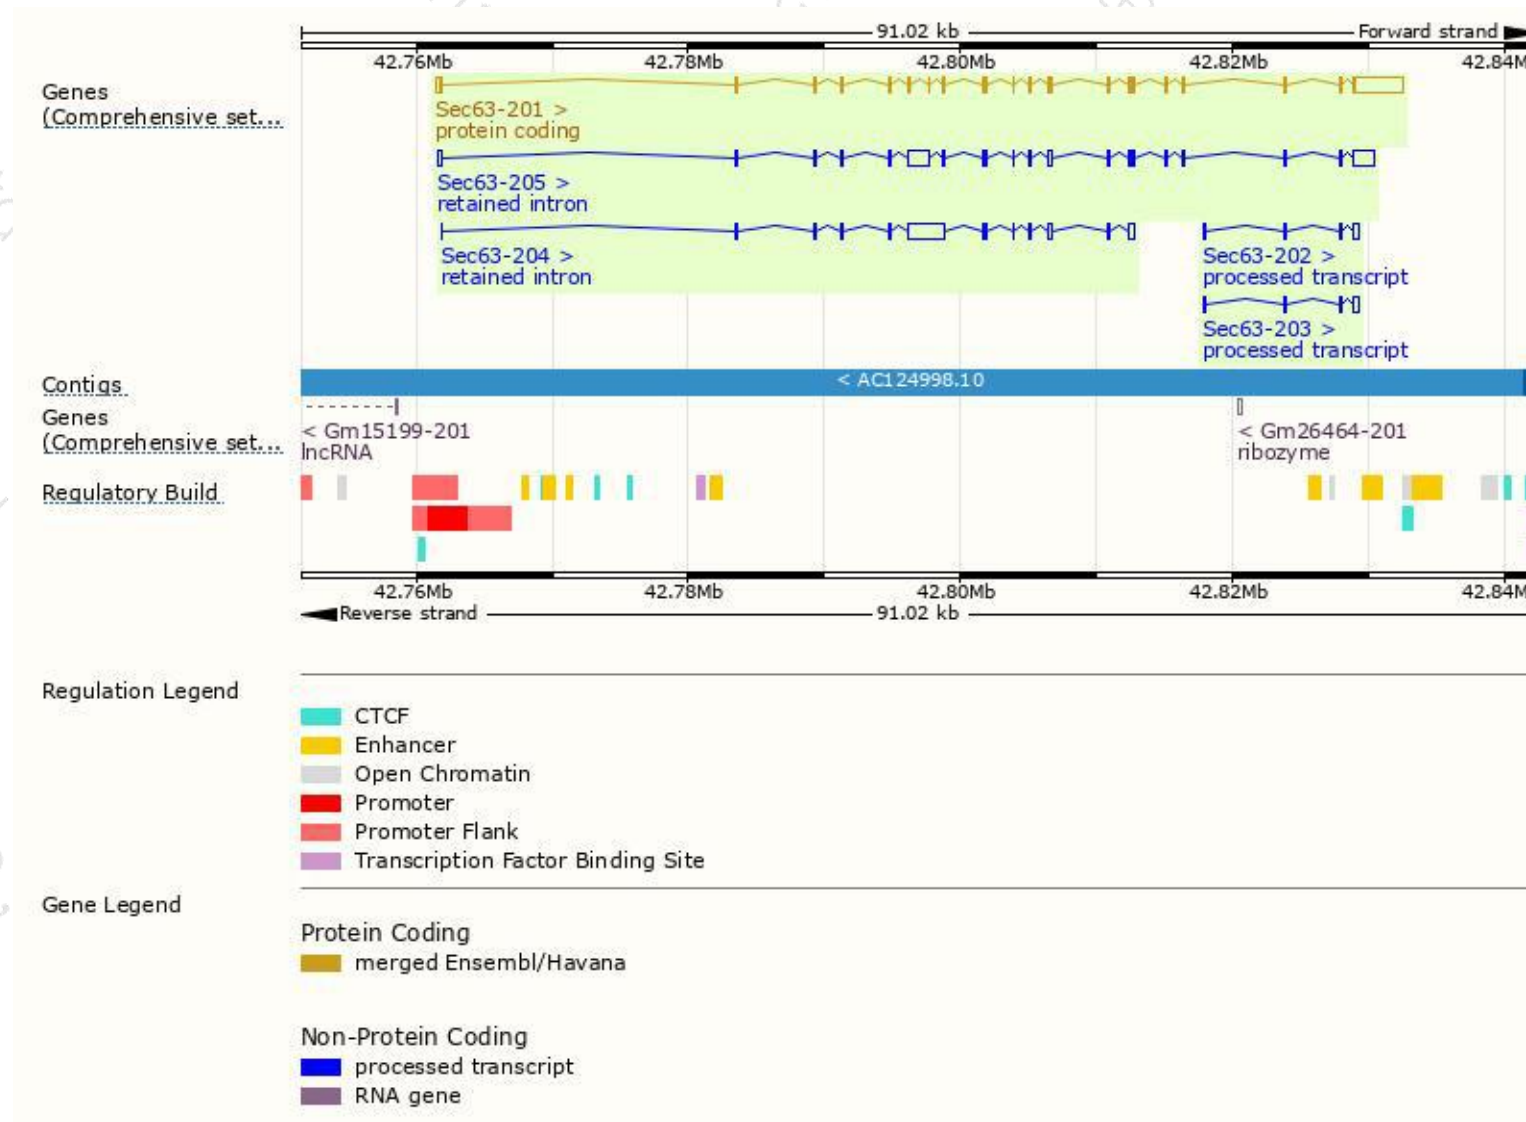 91.02 kb Forward strand
42.76Mb 42.78Mb 42.80Mb 42.82Mb 42.84M
Genes
(Comprehensive set...
Sec63-201 >
protein coding
Sec63-205 >
retained intron
Sec63-204 > Sec63-202 >
retained intron processed transcript
Sec63-203 >
processed transcript
Contigs < AC124998.10
Genes
(Comprehensive set...
< Gm15199-201 < Gm26464-201
lncRNA ribozyme
Regulatory Build
42.76Mb 42.78Mb 42.80Mb 42.82Mb 42.84M
Reverse strand 91.02 kb
Regulation Legend
CTCF
Enhancer
Open Chromatin
Promoter
Promoter Flank
Transcription Factor Binding Site
Gene Legend
Protein Coding
merged Ensembl/Havana
Non-Protein Coding
processed transcript
RNA gene